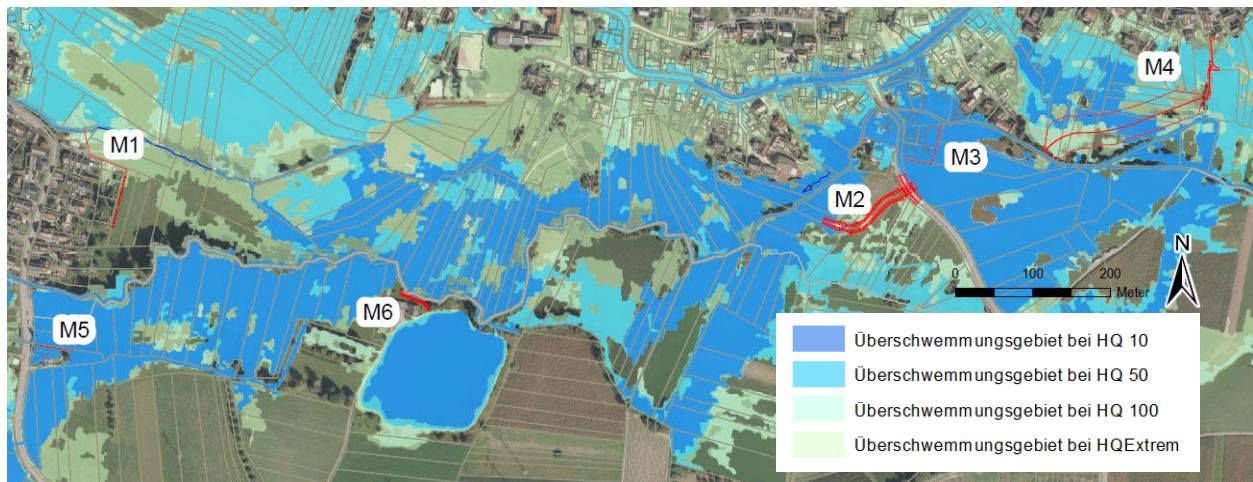 M4
M1
M3
M2
N
0 100 200
Meter
M6
M5
Überschwemmungsgebiet bei HQ 10
Überschwemmungsgebiet bei HQ 50
Überschwemmungsgebiet bei HQ 100
Überschwemmungsgebiet bei HQExtrem